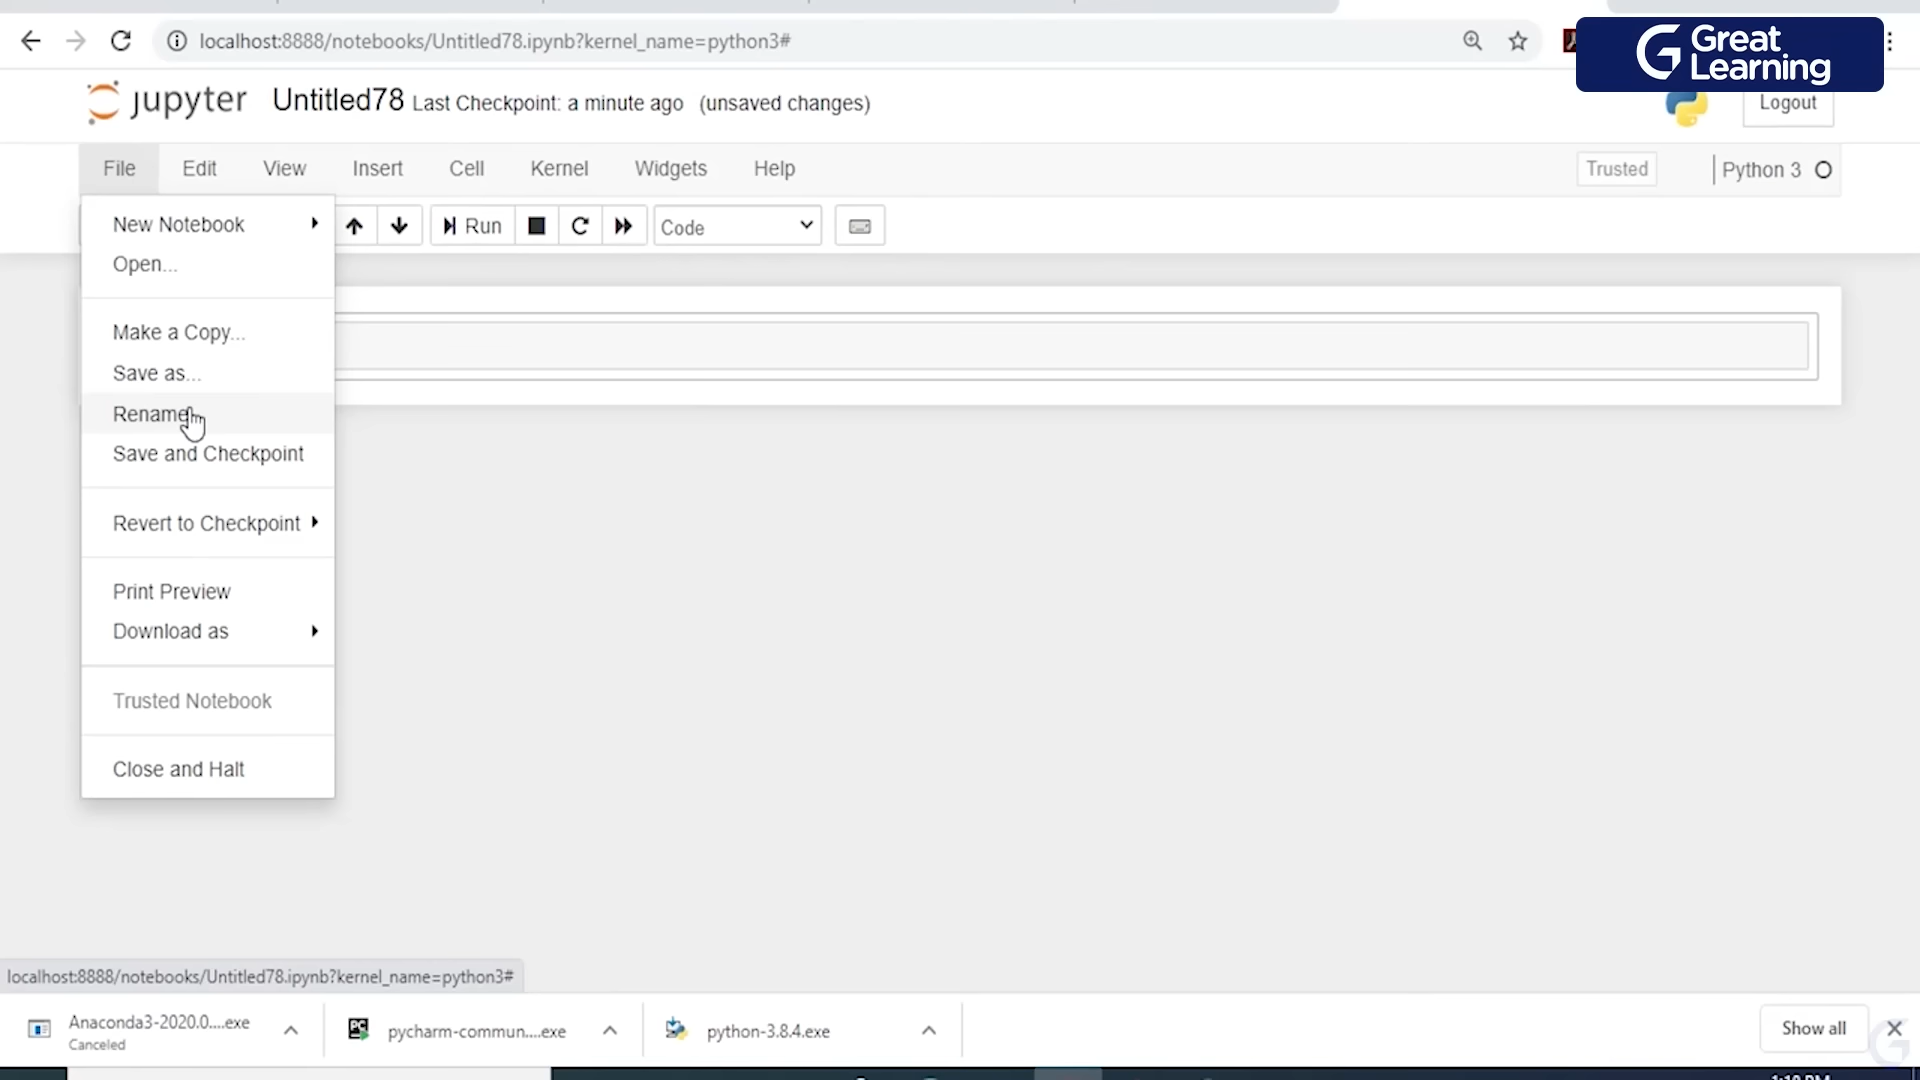 localhost:8888/notebooks/Untitled78.ipynb?kernel_name=python3#
Great
Learning
jupyter Untitled78 Last Checkpoint: a minute ago (unsaved changes)
Logout
File Edit View Insert Cell Kernel Widgets Help Trusted Python 3
New Notebook
Run Code
Open...
Make a Copy...
Save as...
Rename
Save and Checkpoint
Revert to Checkpoint
Print Preview
Download as
Trusted Notebook
Close and Halt
localhost:8888/notebooks/Untitled78.ipynb?kernel_name=python3#
Anaconda3-2020.0....exe
Canceled
PC
pycharm-commun....exe
python-3.8.4.exe
Show all